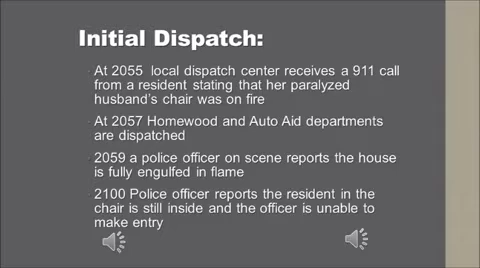 Initial Dispatch:
At 2055 local dispatch center receives a 911 call
from a resident stating that her paralyzed
husband's chair was on fire
At 2057 Homewood and Auto Aid departments
are dispatched
2059 a police officer on scene reports the house
is fully engulfed in flame
2100 Police officer reports the resident in the
chair is still inside and the officer is unable to
make entry